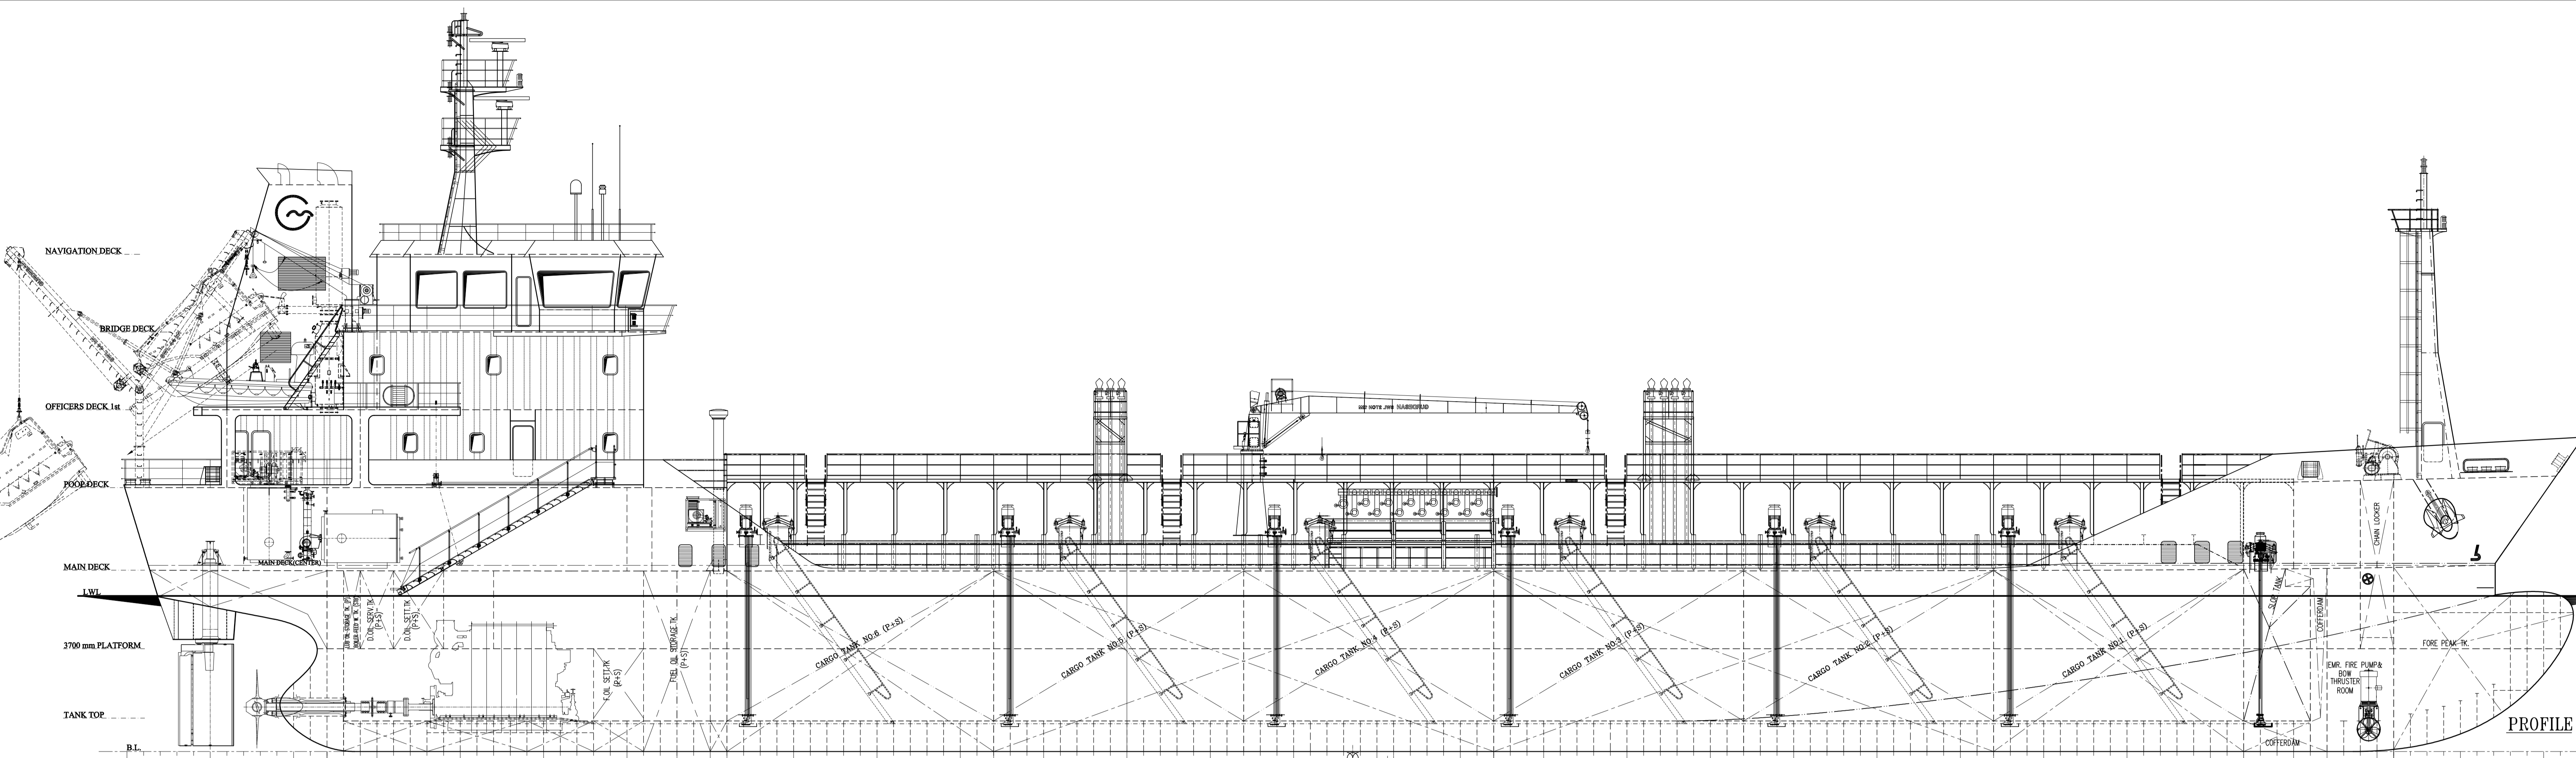 NAVIGATION DECK
BRIDGE DECK
OFFICERS DECK 1st
POOP DECK
MAIN DECK(CENTER)
MAIN DECK
LWL
3700 mm PLATFORM
TANK TOP
B.L.
D.OIL SERV.TK
(P+S)
D.OIL SETT.TK
(P+S)
F.OIL SETT.TK
(P+S)
FUEL OIL STORAGE TK.
(P+S)
CARGO TANK NO:6 (P+S)
CARGO TANK NO:5 (P+S)
CARGO TANK NO:4 (P+S)
CARGO TANK NO:3 (P+S)
CARGO TANK NO:2 (P+S)
CARGO TANK NO:1 (P+S)
SLOP TANK
COFFERDAM
CHAIN LOCKER
FORE PEAK TK.
EMR. FIRE PUMP&
BOW
THRUSTER
ROOM
COFFERDAM
PROFILE